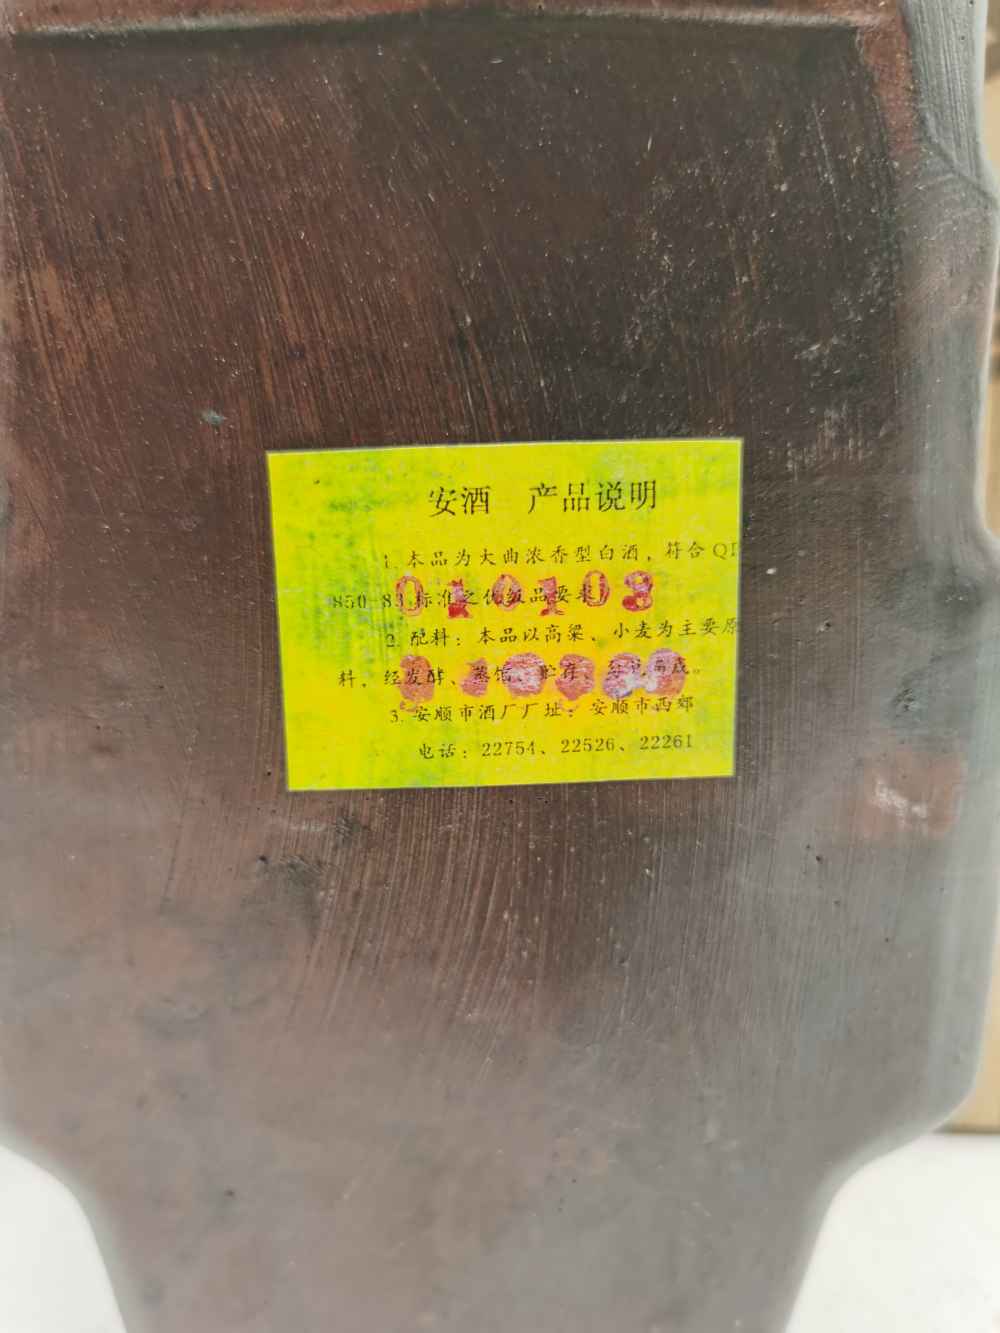 安酒 产品说明
1. 本品为大曲浓香型白酒，符合QI
850-83标准之优级品要求
010103
2. 配料：本品以高粱、小麦为主要原
料，经发酵、蒸馏、贮存、勾兑而成。
3. 安顺市酒厂厂址：安顺市西郊
电话：22754、22526、22261